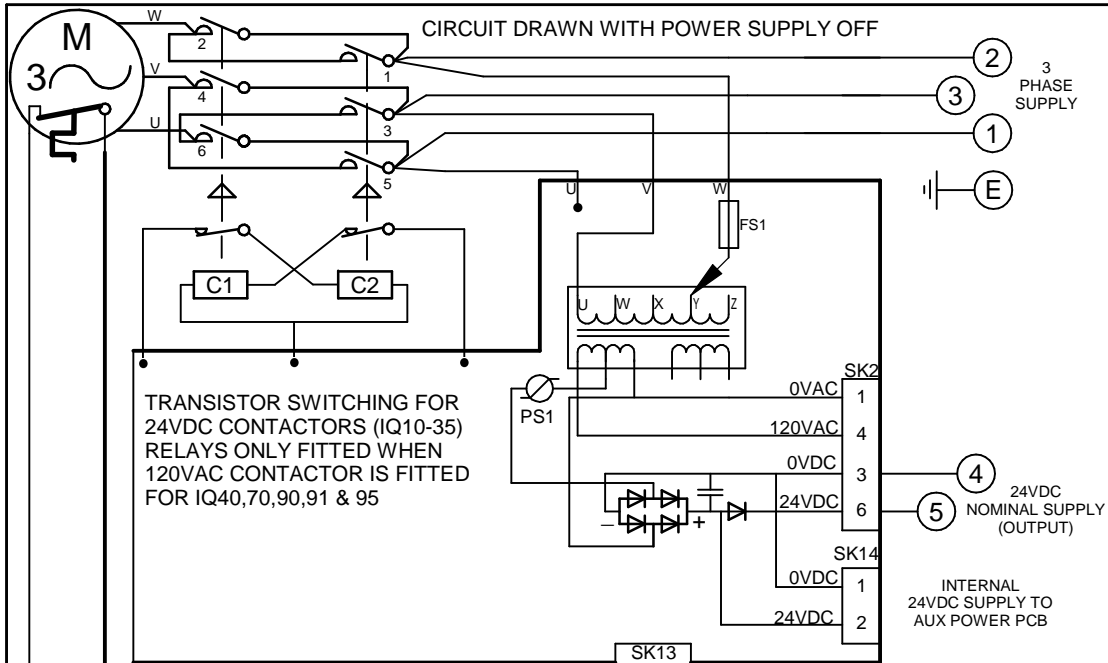 CIRCUIT DRAWN WITH POWER SUPPLY OFF
W
M
3
V
U
2
4
6
1
3
5
2
3
1
E
3
PHASE
SUPPLY
U
V
W
FS1
C1
C2
U
W
X
Y
Z
TRANSISTOR SWITCHING FOR
24VDC CONTACTORS (IQ10-35)
RELAYS ONLY FITTED WHEN
120VAC CONTACTOR IS FITTED
FOR IQ40,70,90,91 & 95
PS1
SK2
0VAC
1
120VAC
4
0VDC
3
24VDC
6
4
5
24VDC
NOMINAL SUPPLY
(OUTPUT)
–
+
SK14
0VDC
1
24VDC
2
INTERNAL
24VDC SUPPLY TO
AUX POWER PCB
SK13